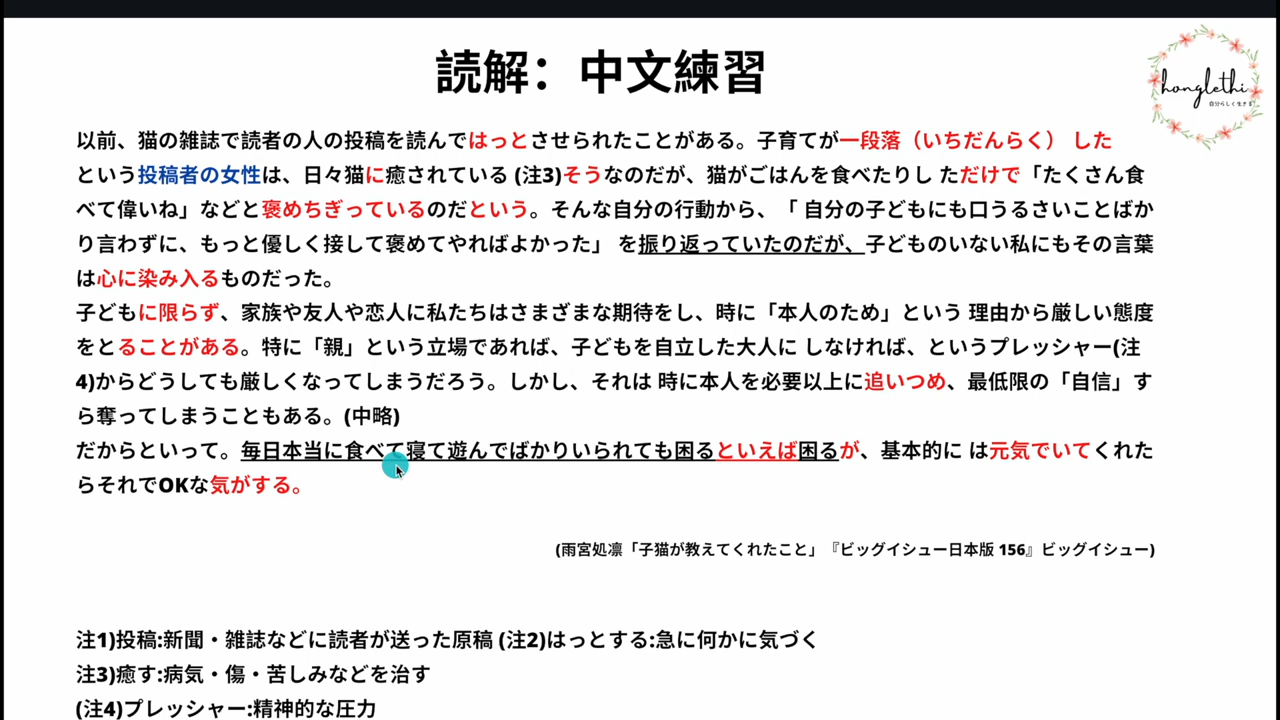 読解：中文練習
honglethi
自分らしく生きる
以前、猫の雑誌で読者の人の投稿を読んではっとさせられたことがある。子育てが一段落（いちだんらく） した
という投稿者の女性は、日々猫に癒されている (注3)そうなのだが、猫がごはんを食べたりし ただけで「たくさん食
べて偉いね」などと褒めちぎっているのだという。そんな自分の行動から、「 自分の子どもにも口うるさいことばか
り言わずに、もっと優しく接して褒めてやればよかった」 を振り返っていたのだが、子どものいない私にもその言葉
は心に染み入るものだった。
子どもに限らず、家族や友人や恋人に私たちはさまざまな期待をし、時に「本人のため」という 理由から厳しい態度
をとることがある。特に「親」という立場であれば、子どもを自立した大人に しなければ、というプレッシャー(注
4)からどうしても厳しくなってしまうだろう。しかし、それは 時に本人を必要以上に追いつめ、最低限の「自信」す
ら奪ってしまうこともある。(中略)
だからといって。毎日本当に食べて寝て遊んでばかりいられても困るといえば困るが、基本的に は元気でいてくれた
らそれでOKな気がする。
(雨宮処凛「子猫が教えてくれたこと」『ビッグイシュー日本版 156』ビッグイシュー)
注1)投稿:新聞・雑誌などに読者が送った原稿 (注2)はっとする:急に何かに気づく
注3)癒す:病気・傷・苦しみなどを治す
(注4)プレッシャー:精神的な圧力